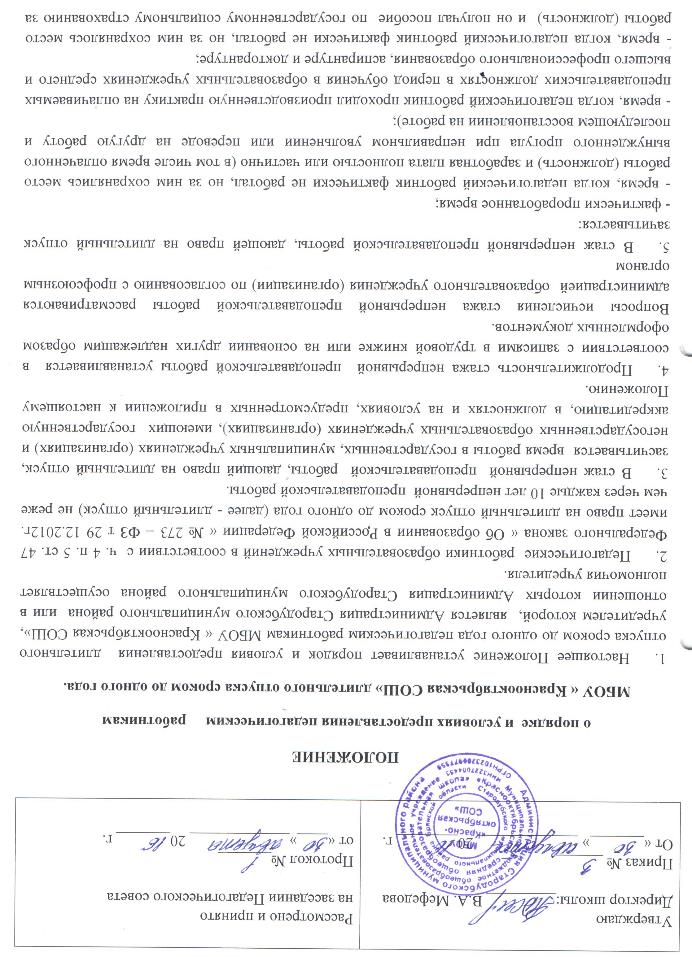 Утверждаю
Директор школы: В.А. Мефедова
Приказ № 3
От « 30 » августа 20 16 г.
Рассмотрено и принято
на заседании Педагогического совета
Протокол №
от « 30 » августа 20 16 г.
МБОУ
«Красно-
октябрьская
СОШ»
ПОЛОЖЕНИЕ
о порядке и условиях предоставления педагогическим работникам
МБОУ « Краснооктябрьская СОШ» длительного отпуска сроком до одного года.
1. Настоящее Положение устанавливает порядок и условия предоставления длительного
отпуска сроком до одного года педагогическим работникам МБОУ « Краснооктябрьская СОШ»,
учредителем которой, является Администрация Стародубского муниципального района или в
отношении которых Администрация Стародубского муниципального района осуществляет
полномочия учредителя.
2. Педагогические работники образовательных учреждений в соответствии с ч. 4 п. 5 ст. 47
Федерального закона « Об образовании в Российской Федерации « № 273 – ФЗ т 29 12.2012г.
имеет право на длительный отпуск сроком до одного года (далее - длительный отпуск) не реже
чем через каждые 10 лет непрерывной преподавательской работы.
3. В стаж непрерывной преподавательской работы, дающий право на длительный отпуск,
засчитывается время работы в государственных, муниципальных учреждениях (организациях) и
негосударственных образовательных учреждениях (организациях), имеющих государственную
аккредитацию, в должностях и на условиях, предусмотренных в приложении к настоящему
Положению.
4. Продолжительность стажа непрерывной преподавательской работы устанавливается в
соответствии с записями в трудовой книжке или на основании других надлежащим образом
оформленных документов.
Вопросы исчисления стажа непрерывной преподавательской работы рассматриваются
администрацией образовательного учреждения (организации) по согласованию с профсоюзным
органом
5. В стаж непрерывной преподавательской работы, дающей право на длительный отпуск
зачитывается:
- фактически проработанное время;
- время, когда педагогический работник фактически не работал, но за ним сохранялись место
работы (должность) и заработная плата полностью или частично (в том числе время оплаченного
вынужденного прогула при неправильном увольнении или переводе на другую работу и
последующем восстановлении на работе);
- время, когда педагогический работник проходил производственную практику на оплачиваемых
преподавательских должностях в период обучения в образовательных учреждениях среднего и
высшего профессионального образования, аспирантуре и докторантуре;
- время, когда педагогический работник фактически не работал, но за ним сохранялось место
работы (должность) и он получал пособие по государственному социальному страхованию за